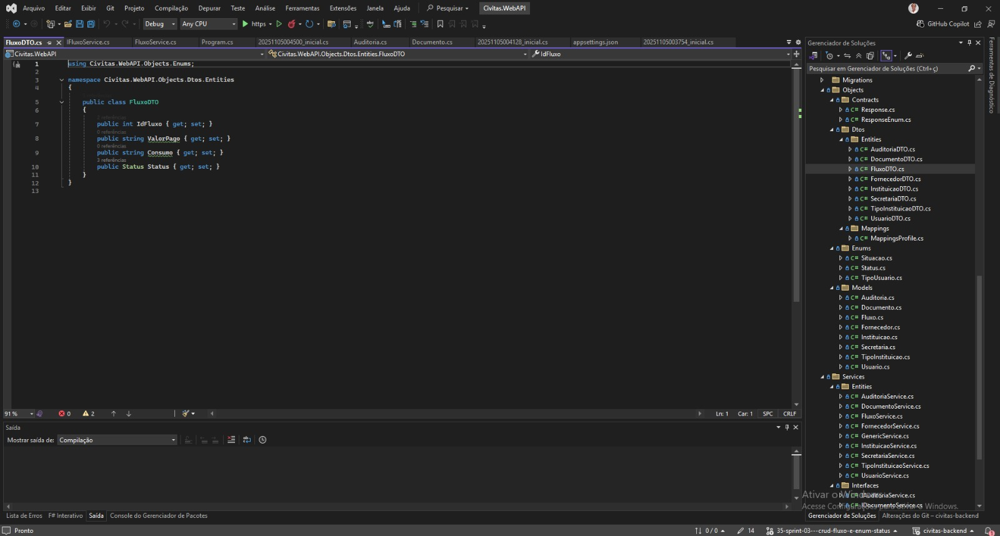 Arquivo Editar Exibir Git Projeto Compilação Depurar Teste Análise Ferramentas Extensões Janela Ajuda Pesquisar Civitas.WebAPI
Debug Any CPU https GitHub Copilot
FluxoDTO.cs IFluxoService.cs FluxoService.cs Program.cs 20251105004500_inicial.cs Auditoria.cs Documento.cs 20251105004128_inicial.cs appsettings.json 20251105003754_inicial.cs
Civitas.WebAPI Civitas.WebAPI.Objects.Dtos.Entities.FluxoDTO IdFluxo
1 using Civitas.WebAPI.Objects.Enums;
2
3 namespace Civitas.WebAPI.Objects.Dtos.Entities
4 {
5 public class FluxoDTO
6 {
2 referências
7 public int IdFluxo { get; set; }
0 referências
8 public string ValorPago { get; set; }
0 referências
9 public string Consumo { get; set; }
3 referências
10 public Status Status { get; set; }
11 }
12 }
13
91 % 0 2 Ln: 1 Car: 1 SPC CRLF
Saída
Mostrar saída de: Compilação
Lista de Erros F# Interativo Saída Console do Gerenciador de Pacotes
Gerenciador de Soluções
Pesquisar em Gerenciador de Soluções (Ctrl+ç)
Migrations
Objects
Contracts
C# Response.cs
C# ResponseEnum.cs
Dtos
Entities
C# AuditoriaDTO.cs
C# DocumentoDTO.cs
C# FluxoDTO.cs
C# FornecedorDTO.cs
C# InstituicaoDTO.cs
C# SecretariaDTO.cs
C# TipoInstituicaoDTO.cs
C# UsuarioDTO.cs
Mappings
C# MappingsProfile.cs
Enums
C# Situacao.cs
C# Status.cs
C# TipoUsuario.cs
Models
C# Auditoria.cs
C# Documento.cs
C# Fluxo.cs
C# Fornecedor.cs
C# Instituicao.cs
C# Secretaria.cs
C# TipoInstituicao.cs
C# Usuario.cs
Services
Entities
C# AuditoriaService.cs
C# DocumentoService.cs
C# FluxoService.cs
C# FornecedorService.cs
C# GenericService.cs
C# InstituicaoService.cs
C# SecretariaService.cs
C# TipoInstituicaoService.cs
C# UsuarioService.cs
Interfaces
C# IAuditoriaService.cs
C# IDocumentoService.cs
Ativar o Windows
Acesse Configurações para ativar o Windows.
Gerenciador de Soluções Alterações do Git – civitas-backend
Ferramentas de Diagnóstico
Pronto 0 / 0 14 35-sprint-03---crud-fluxo-e-enum-status civitas-backend 1